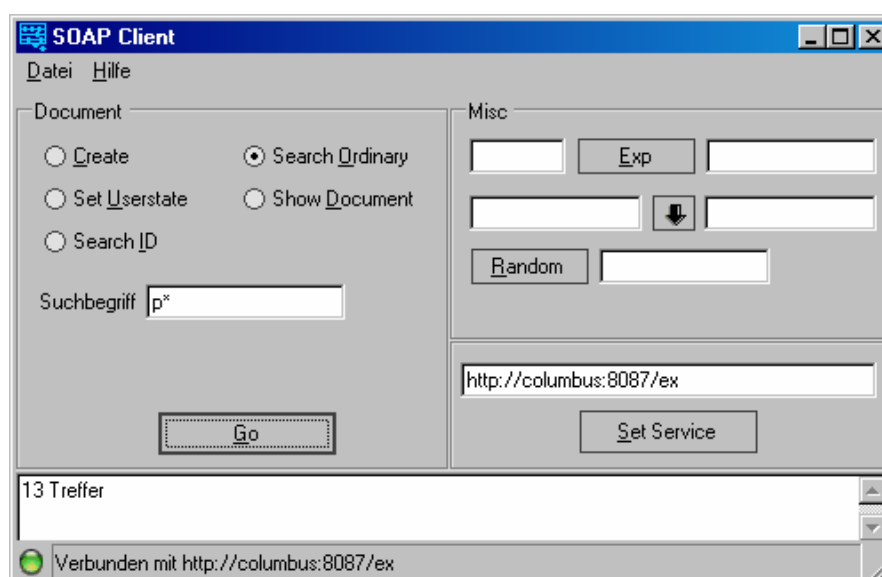 SOAP Client
Datei Hilfe
Document
Create
Search Ordinary
Set Userstate
Show Document
Search ID
Suchbegriff p*
Go
Misc
Exp
Random
http://columbus:8087/ex
Set Service
13 Treffer
Verbunden mit http://columbus:8087/ex